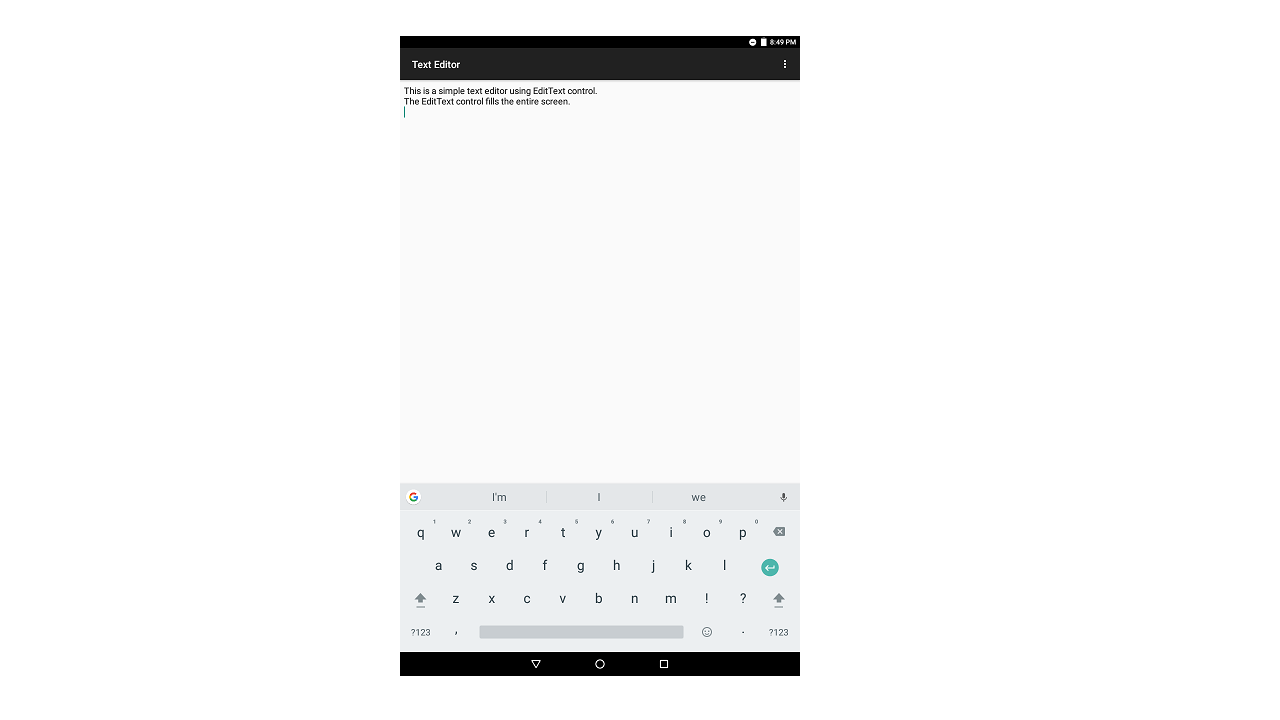 8:49 PM
Text Editor
This is a simple text editor using EditText control.
The EditText control fills the entire screen.
G I'm I we
1 2 3 4 5 6 7 8 9 0
q w e r t y u i o p
a s d f g h j k l
z x c v b n m ! ?
?123 , . ?123